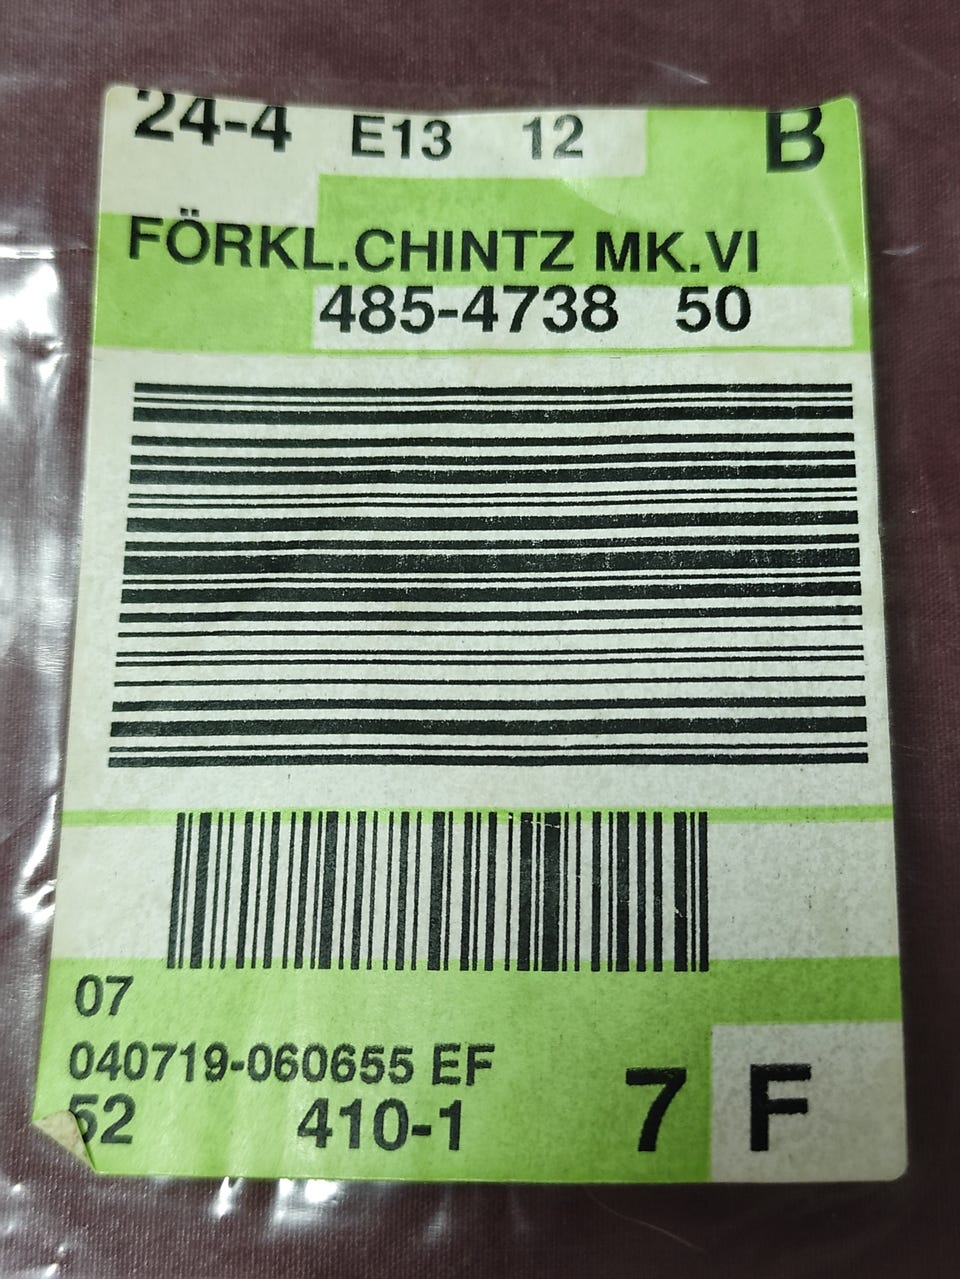 24-4 E13 12 B
FÖRKL.CHINTZ MK.VI
485-4738 50
07
040719-060655 EF
52 410-1 7 F